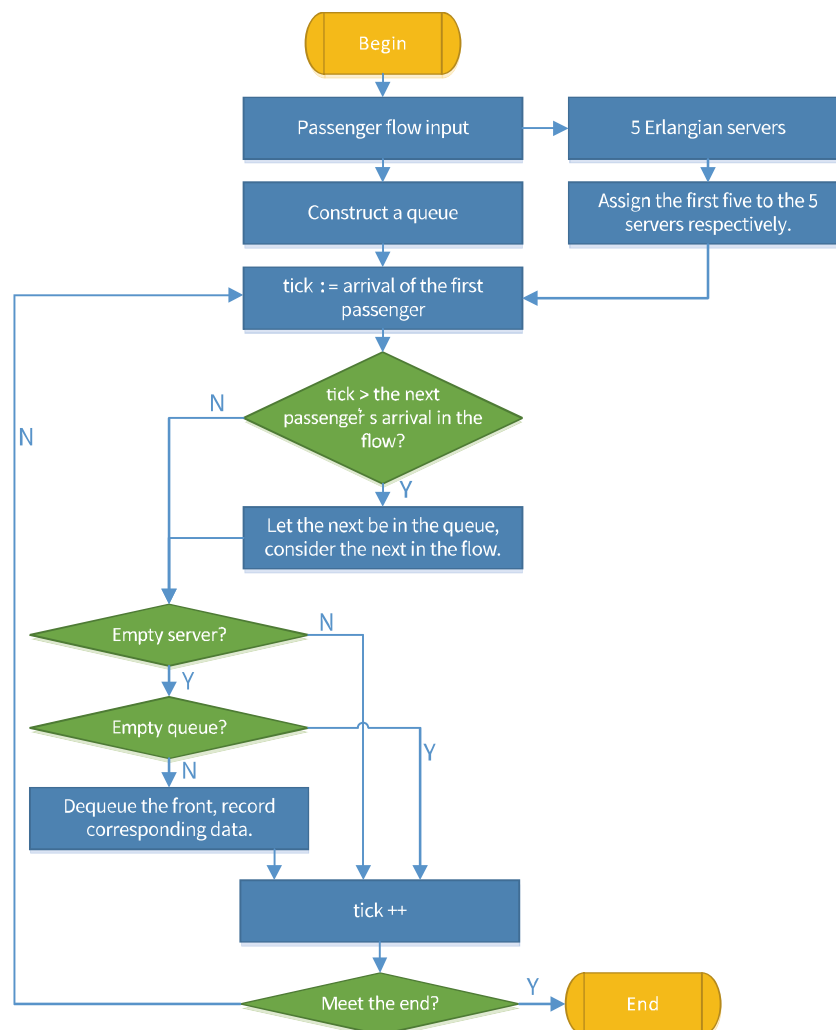 Begin
Passenger flow input
5 Erlangian servers
Construct a queue
Assign the first five to the 5
servers respectively.
tick := arrival of the first
passenger
tick > the next
passenger's arrival in the
flow?
N
N
Y
Let the next be in the queue,
consider the next in the flow.
Empty server?
N
Y
Empty queue?
Y
N
Dequeue the front, record
corresponding data.
tick ++
Meet the end?
Y
End